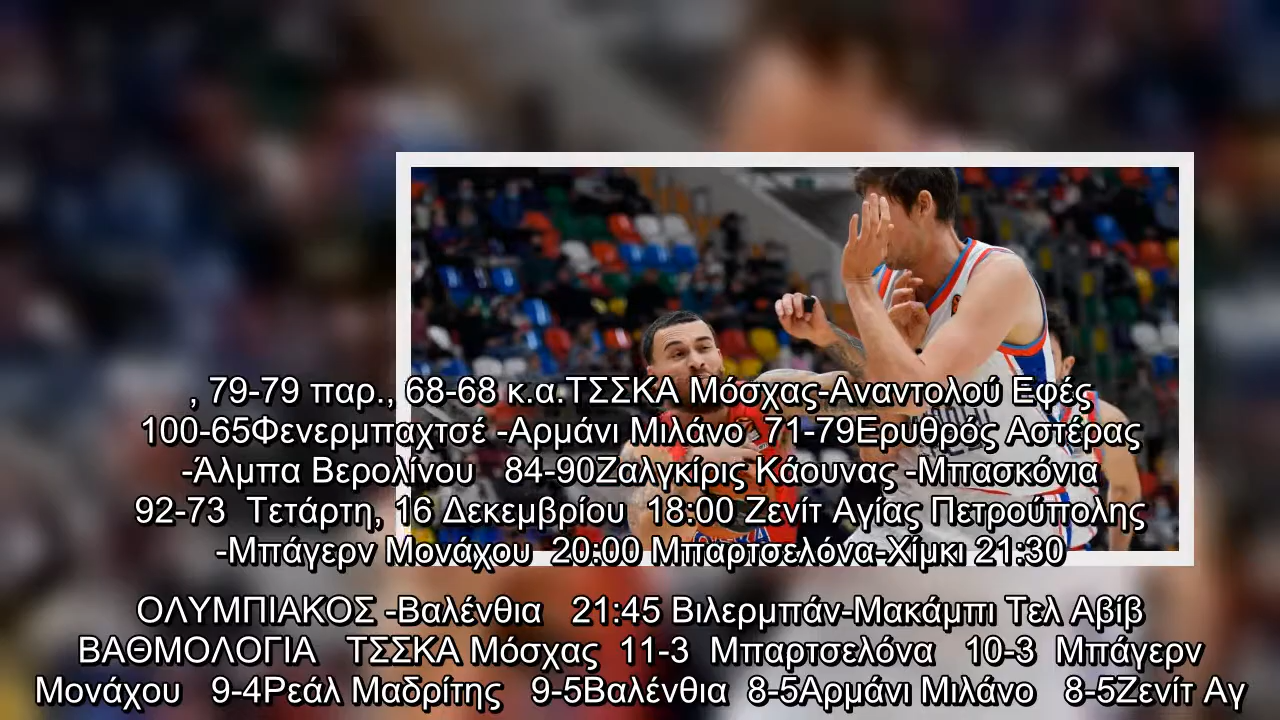 , 79-79 παρ., 68-68 κ.α.ΤΣΣΚΑ Μόσχας-Αναντολού Εφές
100-65Φενερμπαχτσέ -Αρμάνι Μιλάνο  71-79Ερυθρός Αστέρας
-Άλμπα Βερολίνου   84-90Ζαλγκίρις Κάουνας -Μπασκόνια
92-73  Τετάρτη, 16 Δεκεμβρίου  18:00 Ζενίτ Αγίας Πετρούπολης
-Μπάγερν Μονάχου  20:00 Μπαρτσελόνα-Χίμκι 21:30
ΟΛΥΜΠΙΑΚΟΣ -Βαλένθια   21:45 Βιλερμπάν-Μακάμπι Τελ Αβίβ
ΒΑΘΜΟΛΟΓΙΑ   ΤΣΣΚΑ Μόσχας  11-3  Μπαρτσελόνα   10-3  Μπάγερν
Μονάχου   9-4Ρεάλ Μαδρίτης   9-5Βαλένθια  8-5Αρμάνι Μιλάνο   8-5Ζενίτ Αγ